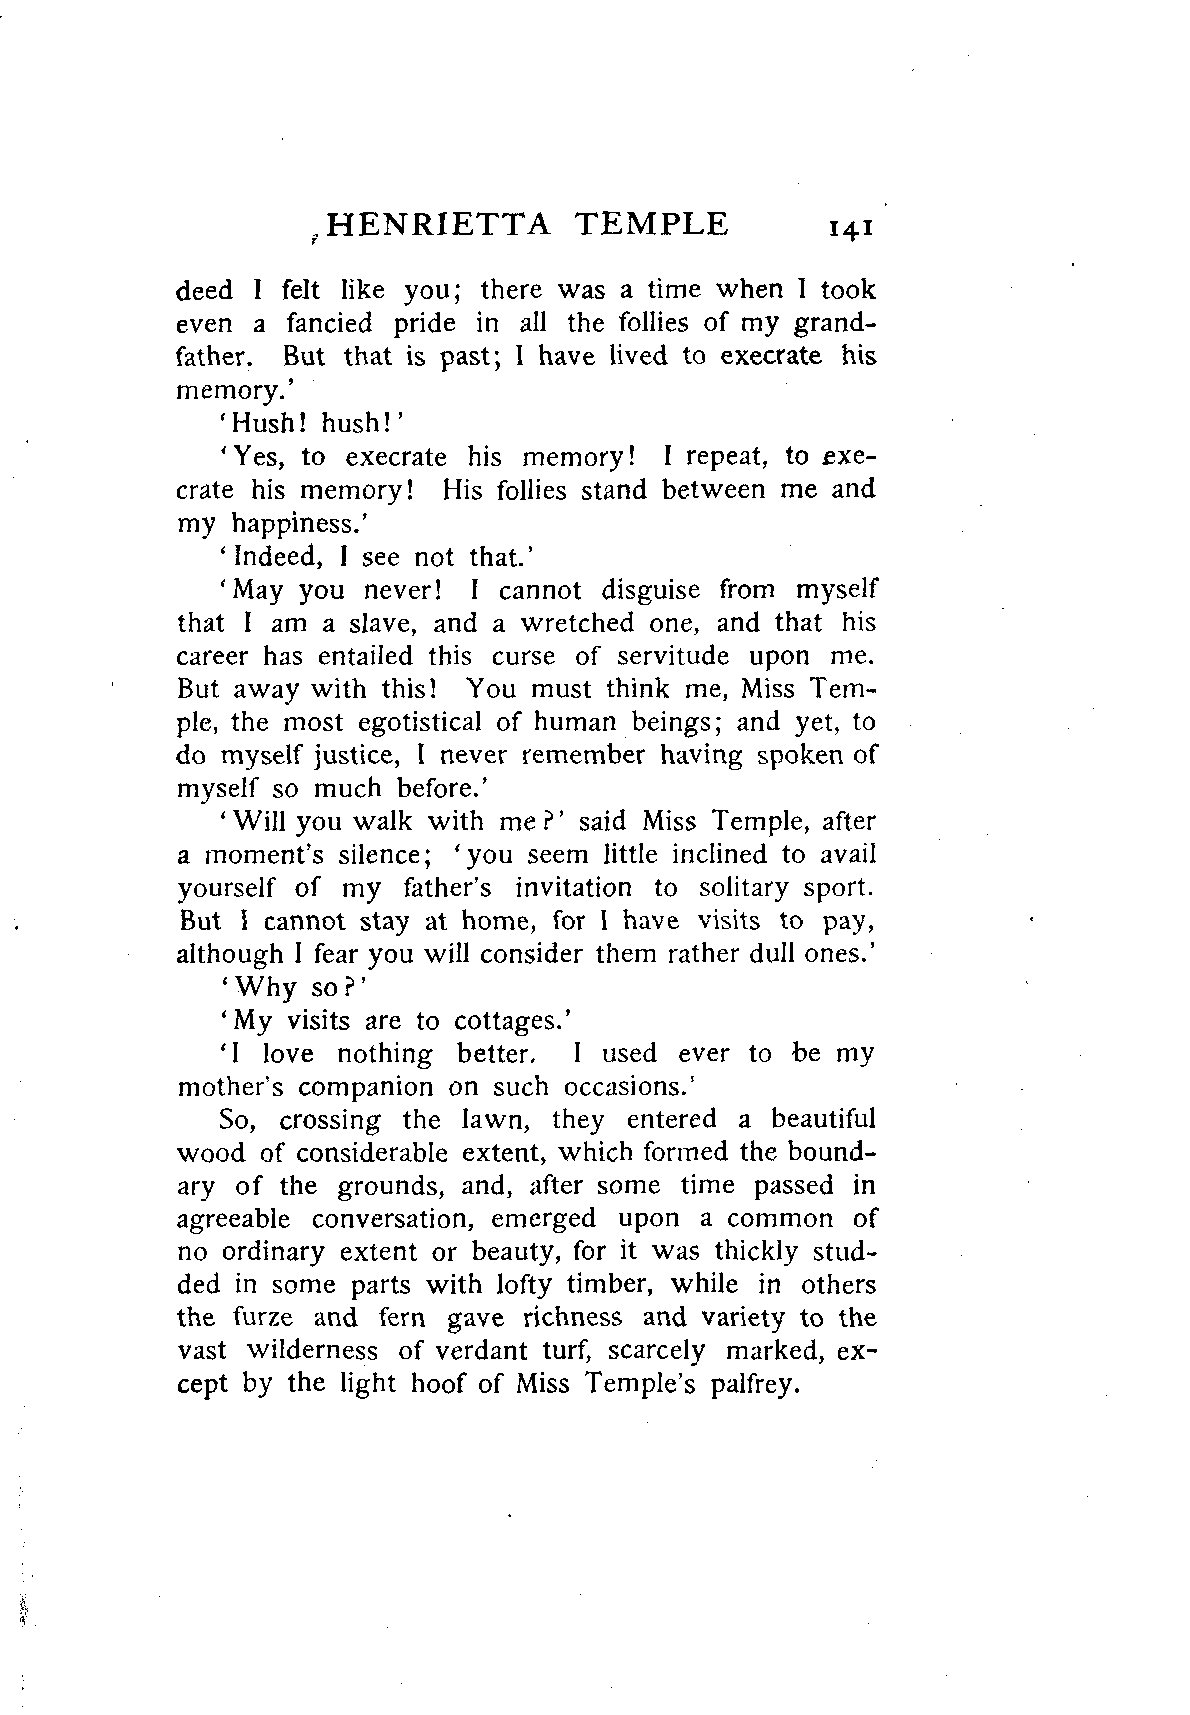 HENRIETTA TEMPLE 141
deed I felt like you; there was a time when I took
even a fancied pride in all the follies of my grand-
father. But that is past; I have lived to execrate his
memory.'
'Hush! hush!'
'Yes, to execrate his memory! I repeat, to exe-
crate his memory! His follies stand between me and
my happiness.'
'Indeed, I see not that.'
'May you never! I cannot disguise from myself
that I am a slave, and a wretched one, and that his
career has entailed this curse of servitude upon me.
But away with this! You must think me, Miss Tem-
ple, the most egotistical of human beings; and yet, to
do myself justice, I never remember having spoken of
myself so much before.'
'Will you walk with me?' said Miss Temple, after
a moment's silence; 'you seem little inclined to avail
yourself of my father's invitation to solitary sport.
But I cannot stay at home, for I have visits to pay,
although I fear you will consider them rather dull ones.'
'Why so?'
'My visits are to cottages.'
'I love nothing better. I used ever to be my
mother's companion on such occasions.'
So, crossing the lawn, they entered a beautiful
wood of considerable extent, which formed the bound-
ary of the grounds, and, after some time passed in
agreeable conversation, emerged upon a common of
no ordinary extent or beauty, for it was thickly stud-
ded in some parts with lofty timber, while in others
the furze and fern gave richness and variety to the
vast wilderness of verdant turf, scarcely marked, ex-
cept by the light hoof of Miss Temple's palfrey.